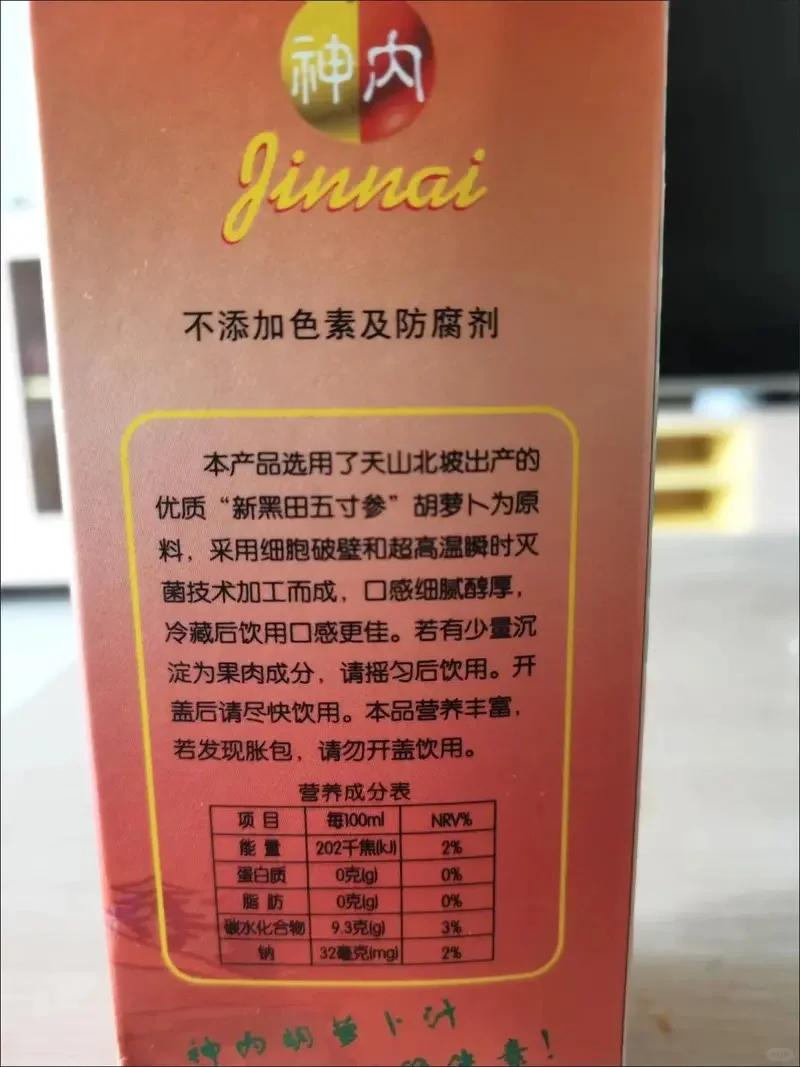 神内
Jinnai
不添加色素及防腐剂
本产品选用了天山北坡出产的
优质“新黑田五寸参”胡萝卜为原
料，采用细胞破壁和超高温瞬时灭
菌技术加工而成，口感细腻醇厚，
冷藏后饮用口感更佳。若有少量沉
淀为果肉成分，请摇匀后饮用。开
盖后请尽快饮用。本品营养丰富，
若发现胀包，请勿开盖饮用。
营养成分表
项 目 每100ml NRV%
能 量 202千焦(kJ) 2%
蛋白质 0克(g) 0%
脂 肪 0克(g) 0%
碳水化合物 9.3克(g) 3%
钠 32毫克(mg) 2%
神内胡萝卜汁